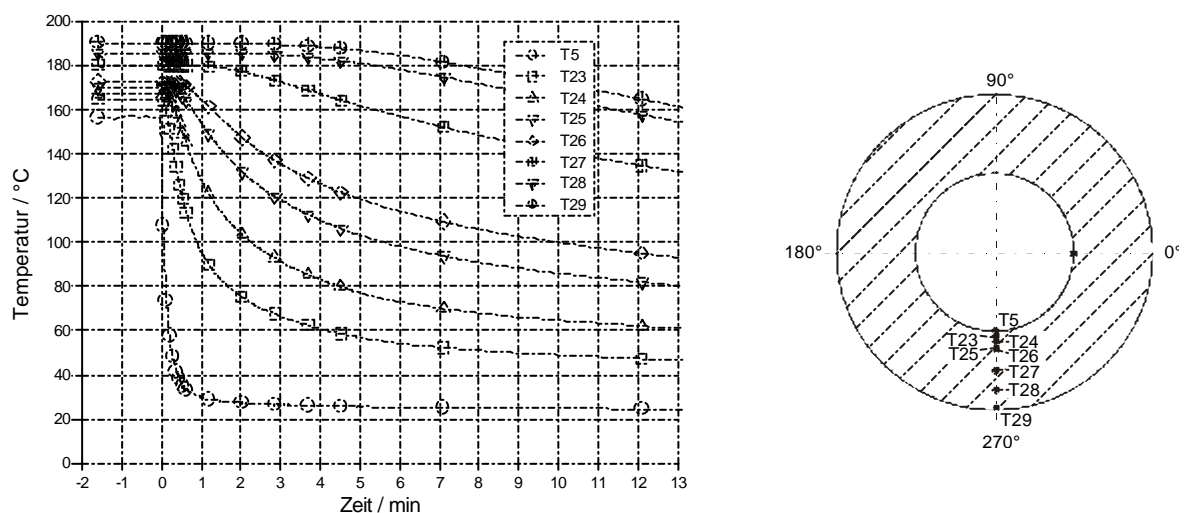 Temperatur / °C
200
180
160
140
120
100
80
60
40
20
0
-2 -1 0 1 2 3 4 5 6 7 8 9 10 11 12 13
Zeit / min
T5
T23
T24
T25
T26
T27
T28
T29
90°
180°
0°
T5
T23 T24
T25 T26
T27
T28
T29
270°